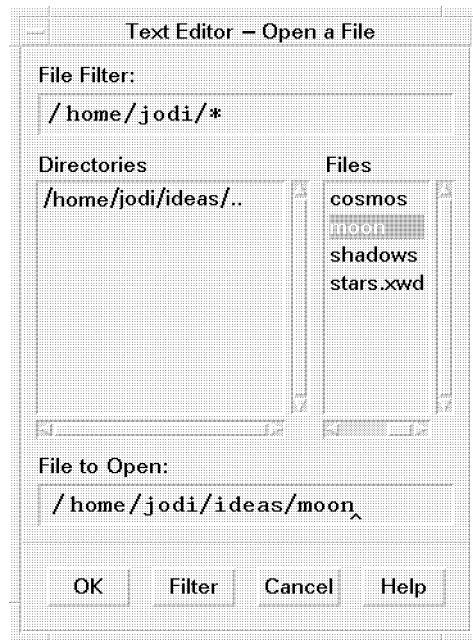 Text Editor – Open a File
File Filter:
/home/jodi/*
Directories
/home/jodi/ideas/..
Files
cosmos
moon
shadows
stars.xwd
File to Open:
/home/jodi/ideas/moon
OK Filter Cancel Help